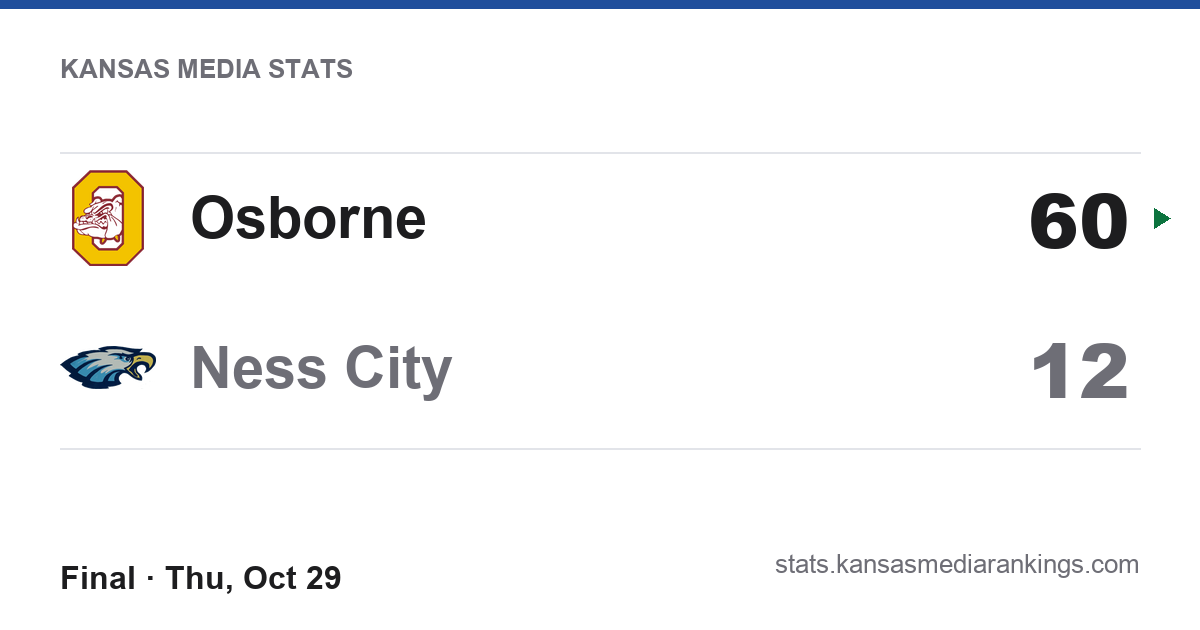 KANSAS MEDIA STATS
Osborne 60
Ness City 12
Final · Thu, Oct 29
stats.kansasmediarankings.com